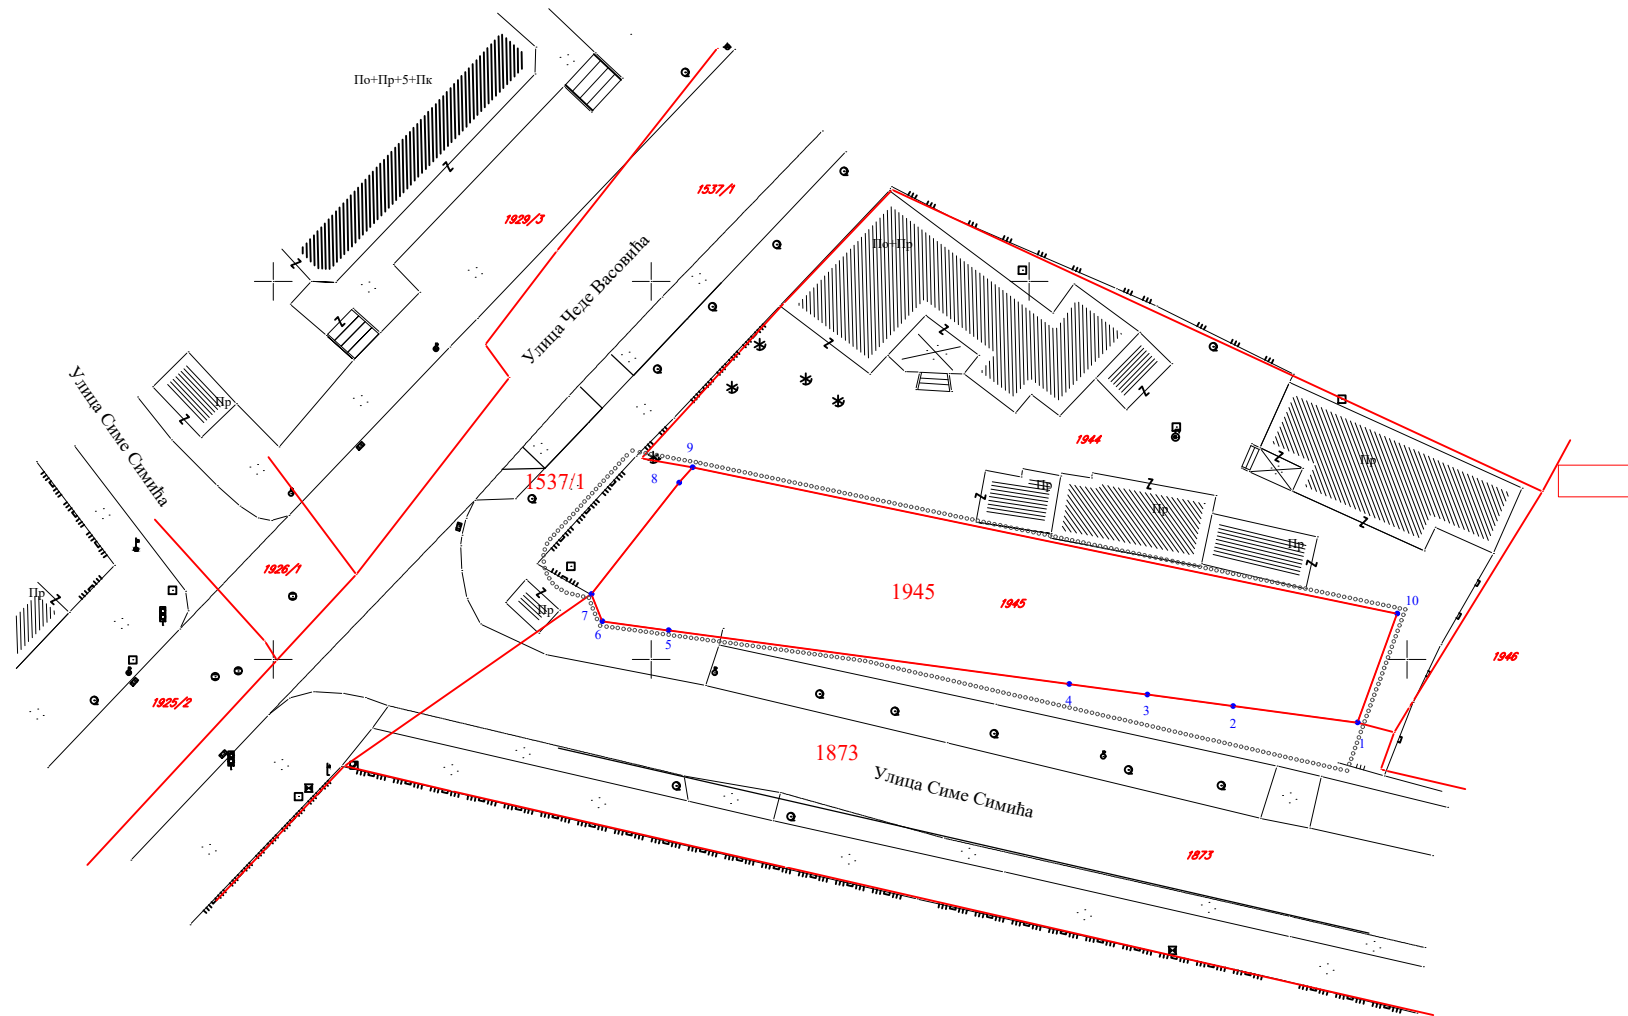 По+Пр+5+Пк
1537/1
1929/3
Улица Чеде Васовића
По+Пр
Улица Симе Симића
Пр
1944
9
8
1537/1
Пр
Пр
Пр
Пр
1926/1
Пр
Пр
7
6
5
1945
1945
10
1946
1925/2
4
3
2
1
1873
Улица Симе Симића
1873